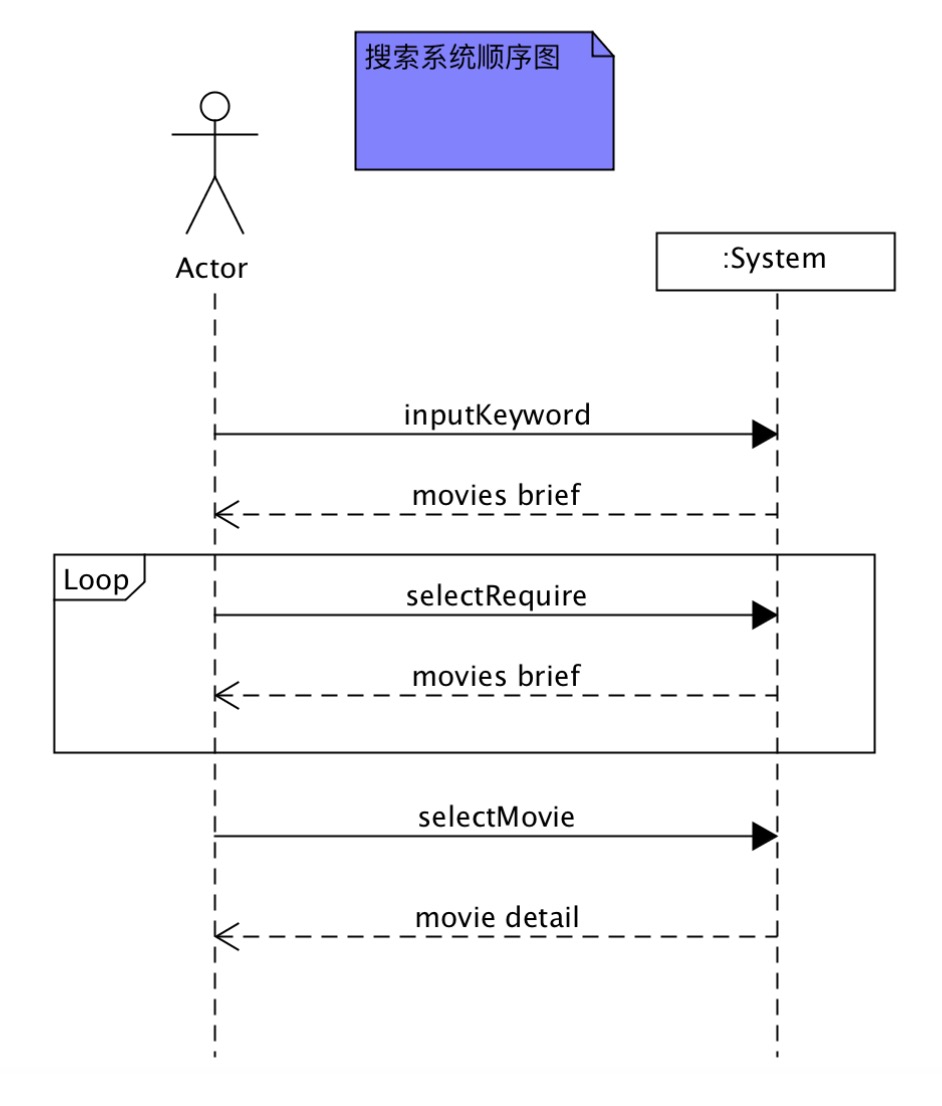 搜索系统顺序图
Actor
:System
inputKeyword
movies brief
Loop
selectRequire
movies brief
selectMovie
movie detail